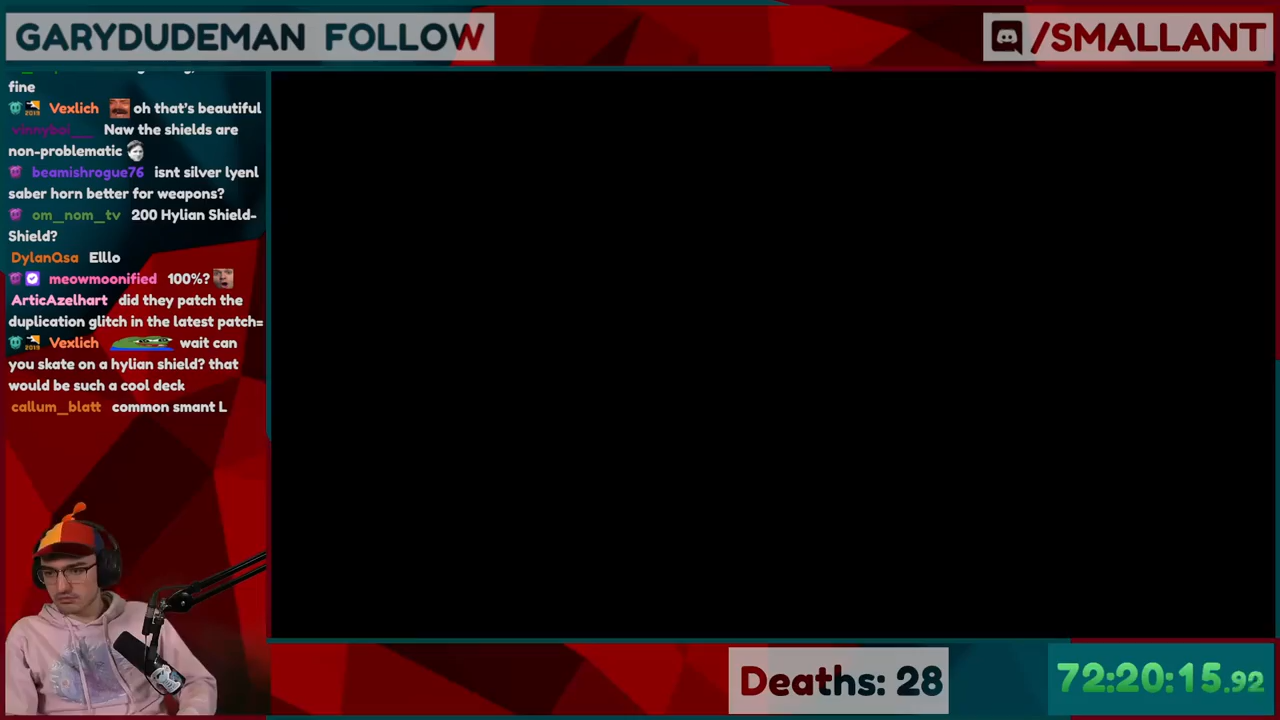 GARYDUDEMAN FOLLOW
/SMALLANT
fine
Vexlich oh that's beautiful
vinnyboi__ Naw the shields are
non-problematic
beamishrogue76 isnt silver lyenl
saber horn better for weapons?
om_nom_tv 200 Hylian Shield-
Shield?
DylanQsa Elllo
meowmoonified 100%?
ArticAzelhart did they patch the
duplication glitch in the latest patch=
Vexlich wait can
you skate on a hylian shield? that
would be such a cool deck
callum_blatt common smant L
Deaths: 28
72:20:15.92